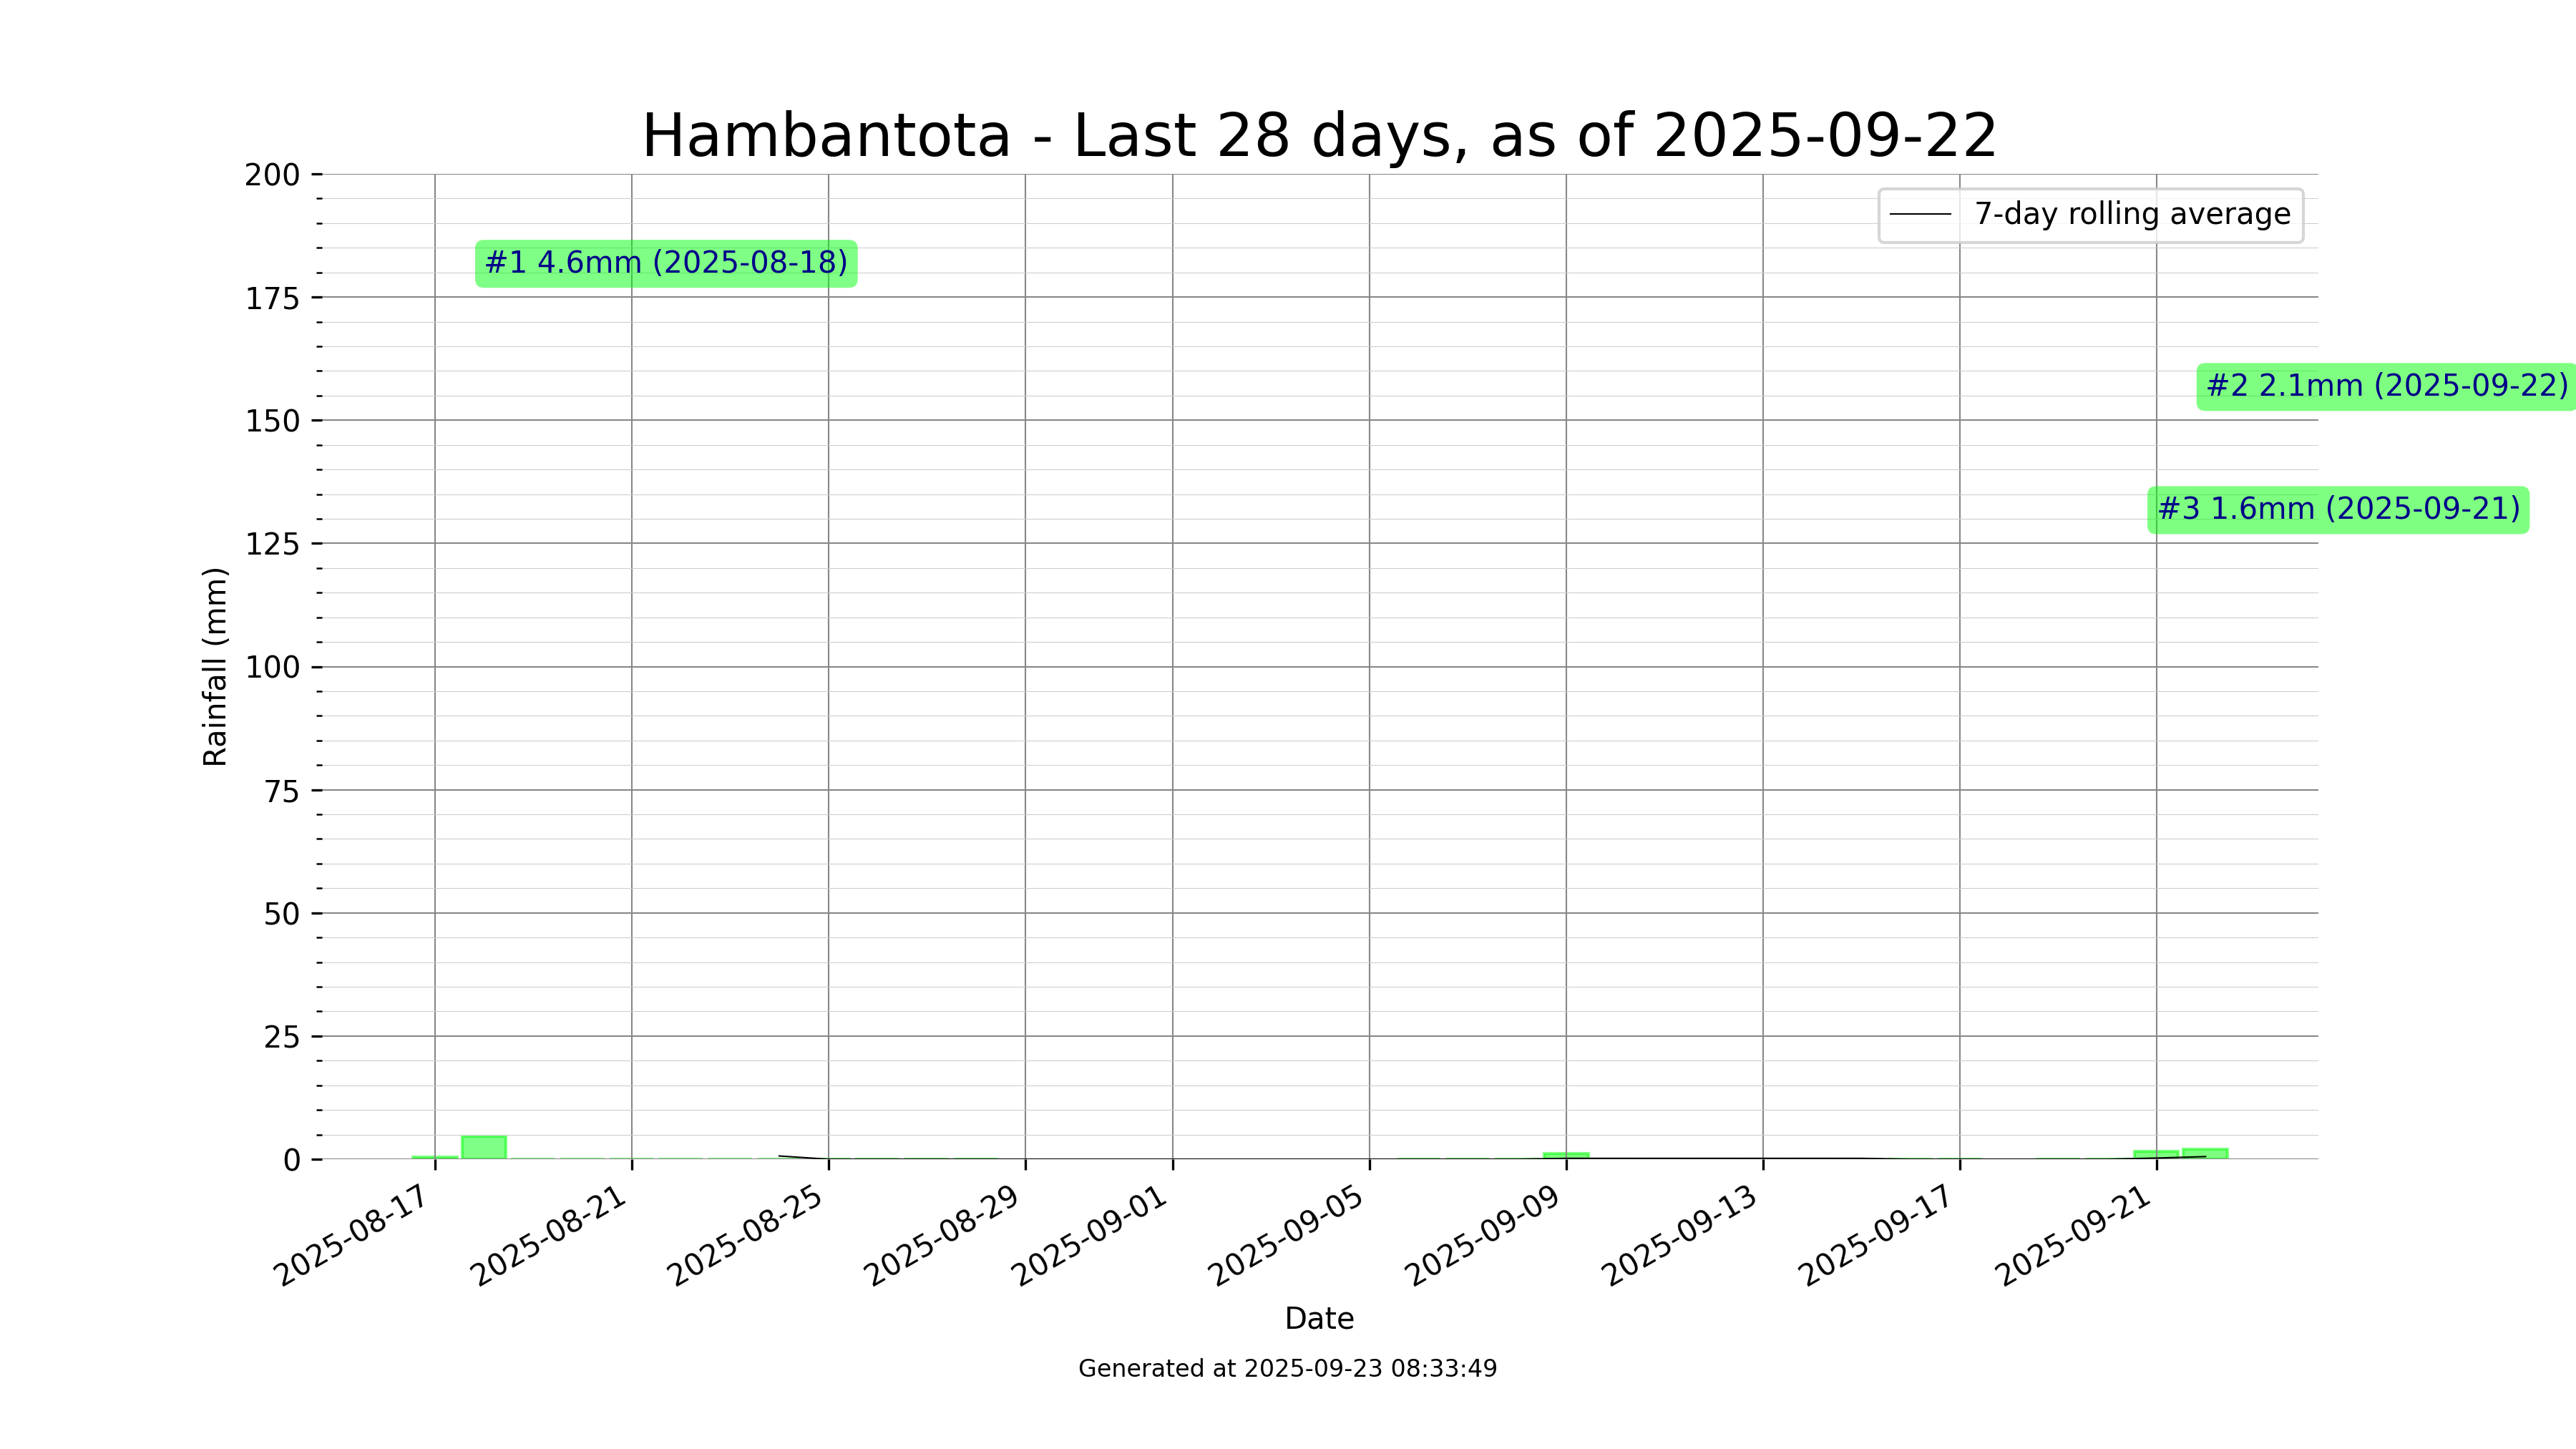 Hambantota - Last 28 days, as of 2025-09-22
7-day rolling average
#1 4.6mm (2025-08-18)
#2 2.1mm (2025-09-22)
#3 1.6mm (2025-09-21)
Rainfall (mm)
200
175
150
125
100
75
50
25
0
2025-08-17
2025-08-21
2025-08-25
2025-08-29
2025-09-01
2025-09-05
2025-09-09
2025-09-13
2025-09-17
2025-09-21
Date
Generated at 2025-09-23 08:33:49